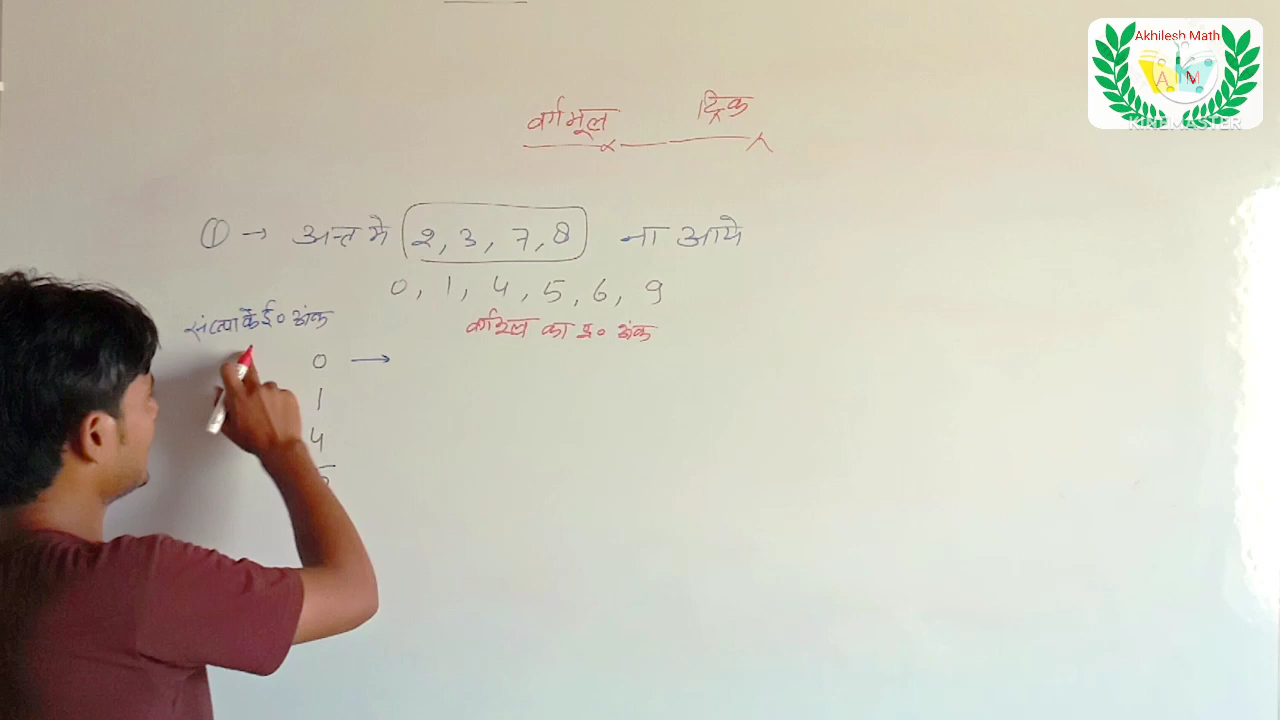 Akhilesh Math
A M
KINEMASTER
वर्गमूल ट्रिक
① → अन्त मे 2, 3, 7, 8 ना आये
0, 1, 4, 5, 6, 9
संख्या के ई० अंक
वर्गमूल का इ० अंक
0 →
1
4